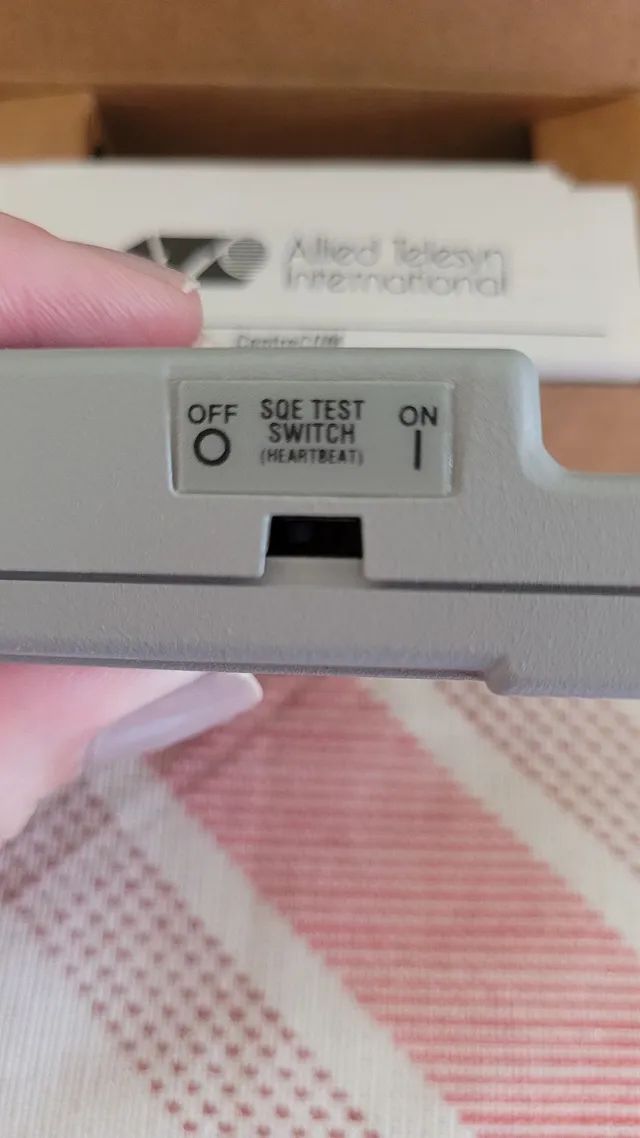 Allied Telesyn
International
OFF SQE TEST ON
SWITCH
O (HEARTBEAT) I